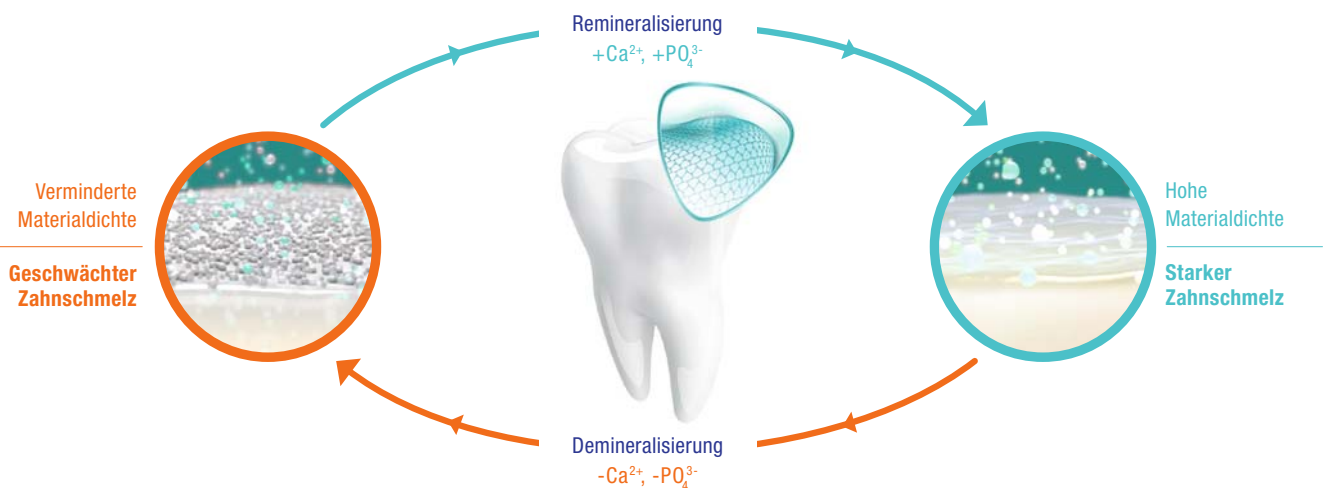 Remineralisierung
+Ca²⁺, +PO₄³⁻
Verminderte
Materialdichte
Geschwächter
Zahnschmelz
Hohe
Materialdichte
Starker
Zahnschmelz
Demineralisierung
-Ca²⁺, -PO₄³⁻